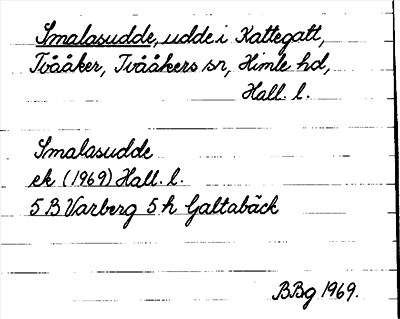 Smalasudde, udde i Kattegatt,
Tvååker, Tvååkers sn, Himle hd,
Hall. l.
Smalasudde
ek (1969) Hall. l.
5 B Varberg 5 h Galtabäck
BBg 1969.